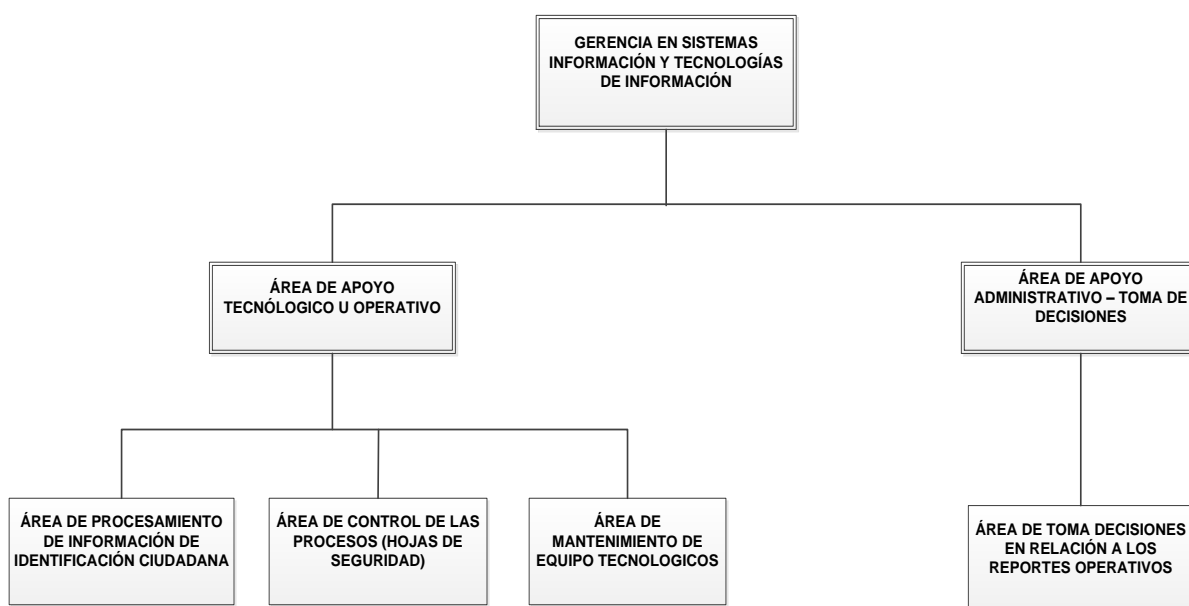 GERENCIA EN SISTEMAS
INFORMACIÓN Y TECNOLOGÍAS
DE INFORMACIÓN
ÁREA DE APOYO
TECNÓLOGICO U OPERATIVO
ÁREA DE APOYO
ADMINISTRATIVO – TOMA DE
DECISIONES
ÁREA DE PROCESAMIENTO
DE INFORMACIÓN DE
IDENTIFICACIÓN CIUDADANA
ÁREA DE CONTROL DE LAS
PROCESOS (HOJAS DE
SEGURIDAD)
ÁREA DE
MANTENIMIENTO DE
EQUIPO TECNOLOGICOS
ÁREA DE TOMA DECISIONES
EN RELACIÓN A LOS
REPORTES OPERATIVOS